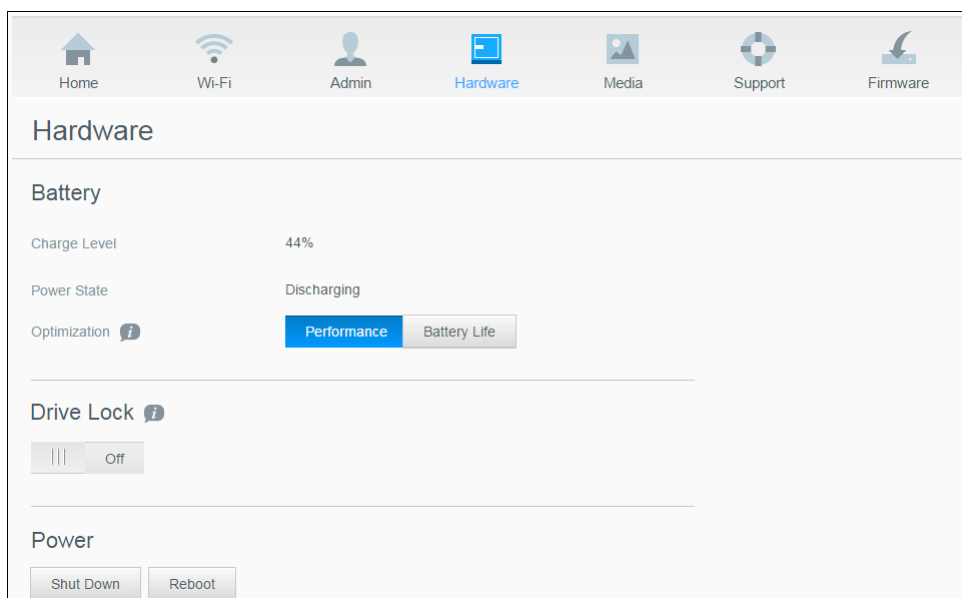 Home Wi-Fi Admin Hardware Media Support Firmware
Hardware
Battery
Charge Level 44%
Power State Discharging
Optimization i Performance Battery Life
Drive Lock i
Off
Power
Shut Down Reboot